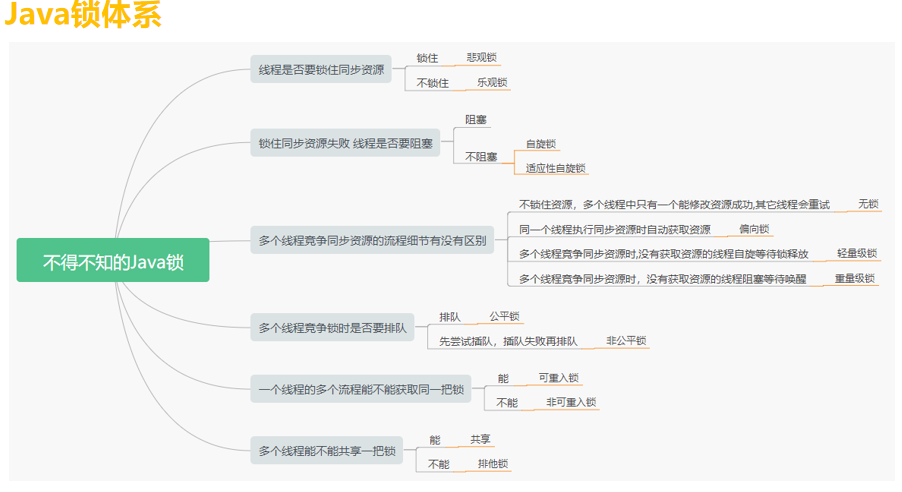 Java锁体系
不得不知的Java锁
线程是否要锁住同步资源
锁住
悲观锁
不锁住
乐观锁
锁住同步资源失败 线程是否要阻塞
阻塞
不阻塞
自旋锁
适应性自旋锁
多个线程竞争同步资源的流程细节有没有区别
不锁住资源，多个线程中只有一个能修改资源成功,其它线程会重试
无锁
同一个线程执行同步资源时自动获取资源
偏向锁
多个线程竞争同步资源时,没有获取资源的线程自旋等待锁释放
轻量级锁
多个线程竞争同步资源时，没有获取资源的线程阻塞等待唤醒
重量级锁
多个线程竞争锁时是否要排队
排队
公平锁
先尝试插队，插队失败再排队
非公平锁
一个线程的多个流程能不能获取同一把锁
能
可重入锁
不能
非可重入锁
多个线程能不能共享一把锁
能
共享
不能
排他锁